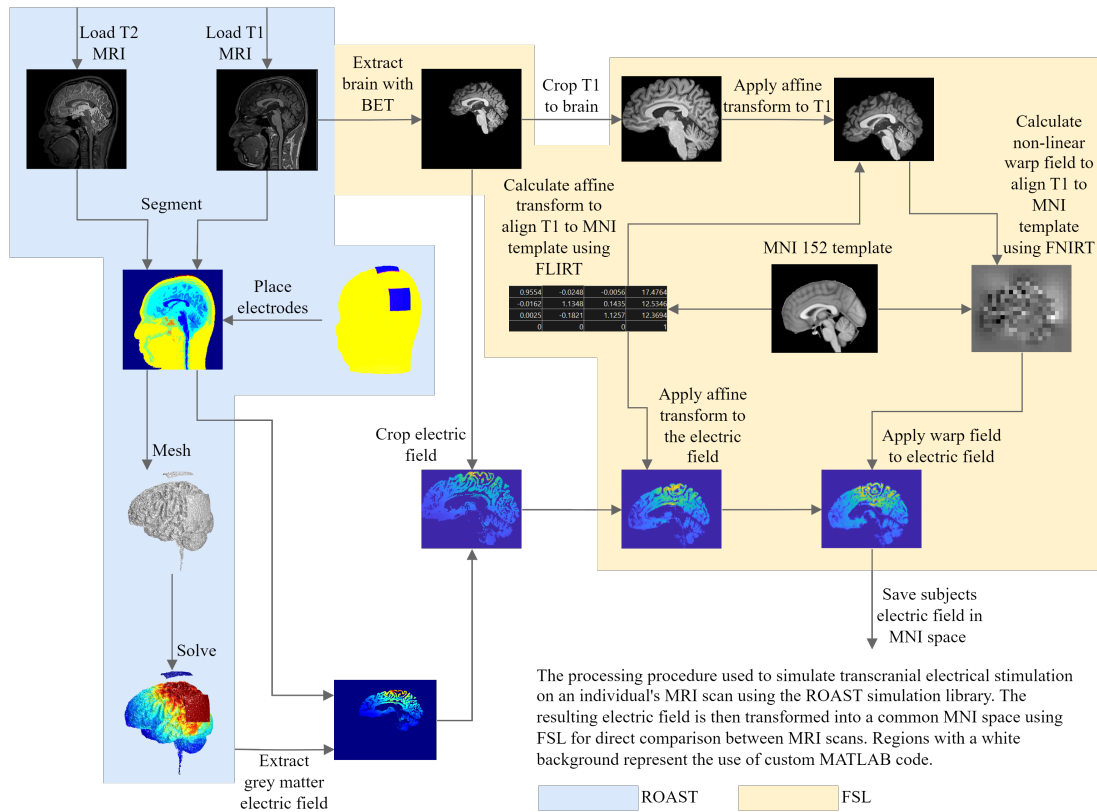 Load T2
MRI
Load T1
MRI
Extract
brain with
BET
Crop T1
to brain
Apply affine
transform to T1
Calculate
non-linear
warp field to
align T1 to
MNI
template
using FNIRT
Segment
Calculate affine
transform to
align T1 to MNI
template using
FLIRT
MNI 152 template
0.9554 -0.0248 -0.0056 17.4764
-0.0162 1.1348 0.1435 12.5346
0.0025 -0.1821 1.1257 12.3694
0 0 0 1
Place
electrodes
Mesh
Crop electric
field
Apply affine
transform to
the electric
field
Apply warp field
to electric field
Solve
Save subjects
electric field in
MNI space
Extract
grey matter
electric field
The processing procedure used to simulate transcranial electrical stimulation
on an individual's MRI scan using the ROAST simulation library. The
resulting electric field is then transformed into a common MNI space using
FSL for direct comparison between MRI scans. Regions with a white
background represent the use of custom MATLAB code.
ROAST
FSL